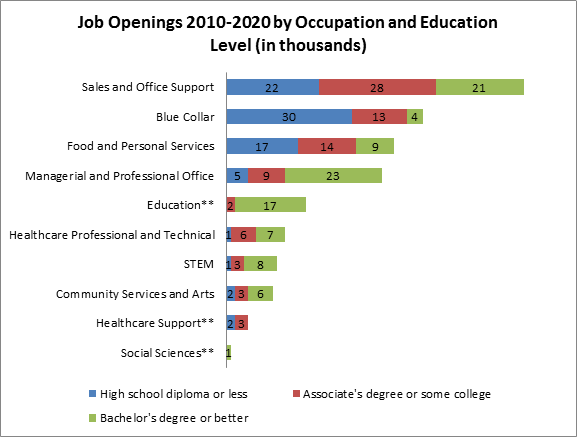 Job Openings 2010-2020 by Occupation and Education
Level (in thousands)
Sales and Office Support 22 28 21
Blue Collar 30 13 4
Food and Personal Services 17 14 9
Managerial and Professional Office 5 9 23
Education** 2 17
Healthcare Professional and Technical 1 6 7
STEM 1 3 8
Community Services and Arts 2 3 6
Healthcare Support** 2 3
Social Sciences** 1
High school diploma or less Associate's degree or some college
Bachelor's degree or better